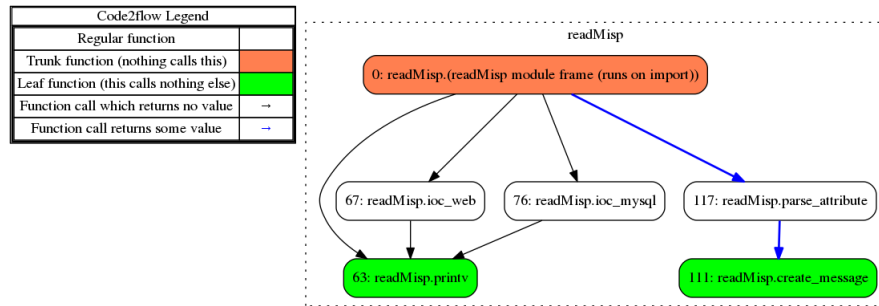 Code2flow Legend
Regular function
Trunk function (nothing calls this)
Leaf function (this calls nothing else)
Function call which returns no value →
Function call returns some value →
readMisp
0: readMisp.(readMisp module frame (runs on import))
67: readMisp.ioc_web
76: readMisp.ioc_mysql
117: readMisp.parse_attribute
63: readMisp.printv
111: readMisp.create_message